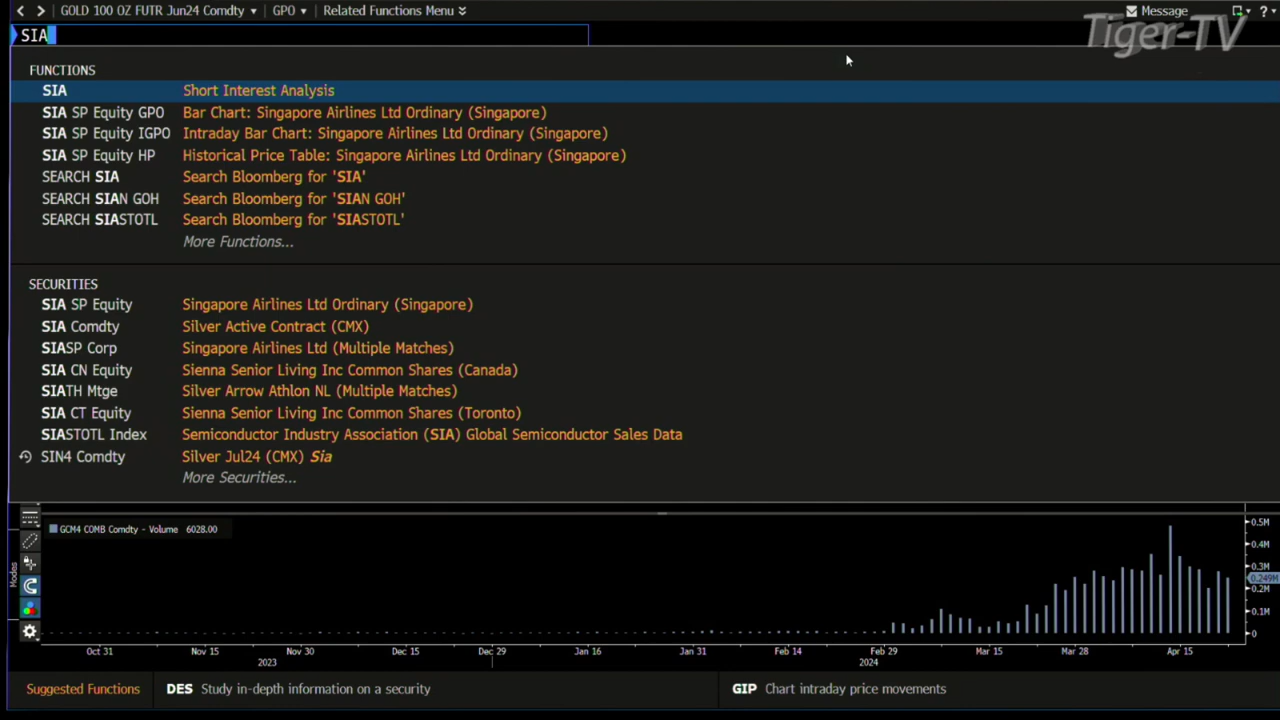 GOLD 100 OZ FUTR Jun24 Comdty GPO Related Functions Menu Message ?
Tiger-TV
SIA
FUNCTIONS
SIA Short Interest Analysis
SIA SP Equity GPO Bar Chart: Singapore Airlines Ltd Ordinary (Singapore)
SIA SP Equity IGPO Intraday Bar Chart: Singapore Airlines Ltd Ordinary (Singapore)
SIA SP Equity HP Historical Price Table: Singapore Airlines Ltd Ordinary (Singapore)
SEARCH SIA Search Bloomberg for 'SIA'
SEARCH SIAN GOH Search Bloomberg for 'SIAN GOH'
SEARCH SIASTOTL Search Bloomberg for 'SIASTOTL'
More Functions...
SECURITIES
SIA SP Equity Singapore Airlines Ltd Ordinary (Singapore)
SIA Comdty Silver Active Contract (CMX)
SIASP Corp Singapore Airlines Ltd (Multiple Matches)
SIA CN Equity Sienna Senior Living Inc Common Shares (Canada)
SIATH Mtge Silver Arrow Athlon NL (Multiple Matches)
SIA CT Equity Sienna Senior Living Inc Common Shares (Toronto)
SIASTOTL Index Semiconductor Industry Association (SIA) Global Semiconductor Sales Data
SIN4 Comdty Silver Jul24 (CMX) Sia
More Securities...
GCM4 COMB Comdty - Volume 6028.00
0.5M
0.4M
0.3M
0.249M
0.2M
0.1M
0
Modes
Oct 31 Nov 15 Nov 30 Dec 15 Dec 29 Jan 16 Jan 31 Feb 14 Feb 29 Mar 15 Mar 28 Apr 15
2023 2024
Suggested Functions DES Study in-depth information on a security GIP Chart intraday price movements